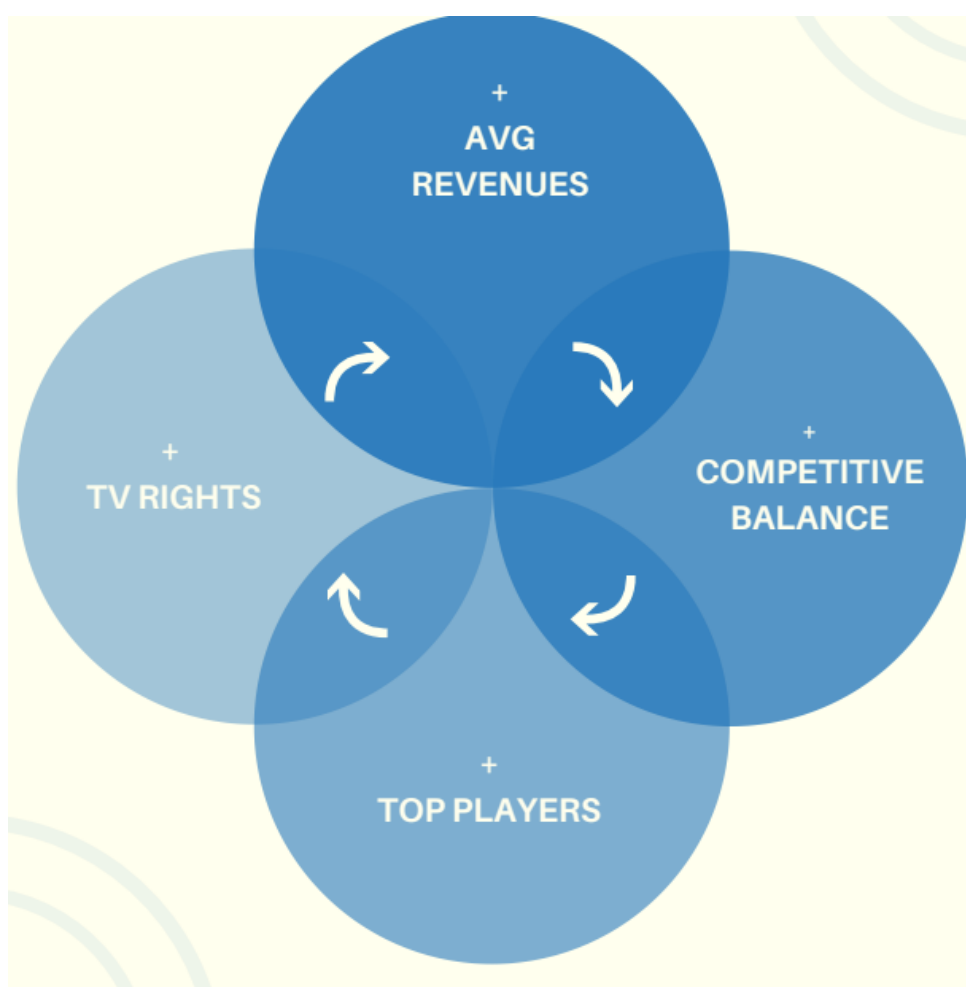 +
AVG
REVENUES
+
COMPETITIVE
BALANCE
+
TV RIGHTS
+
TOP PLAYERS